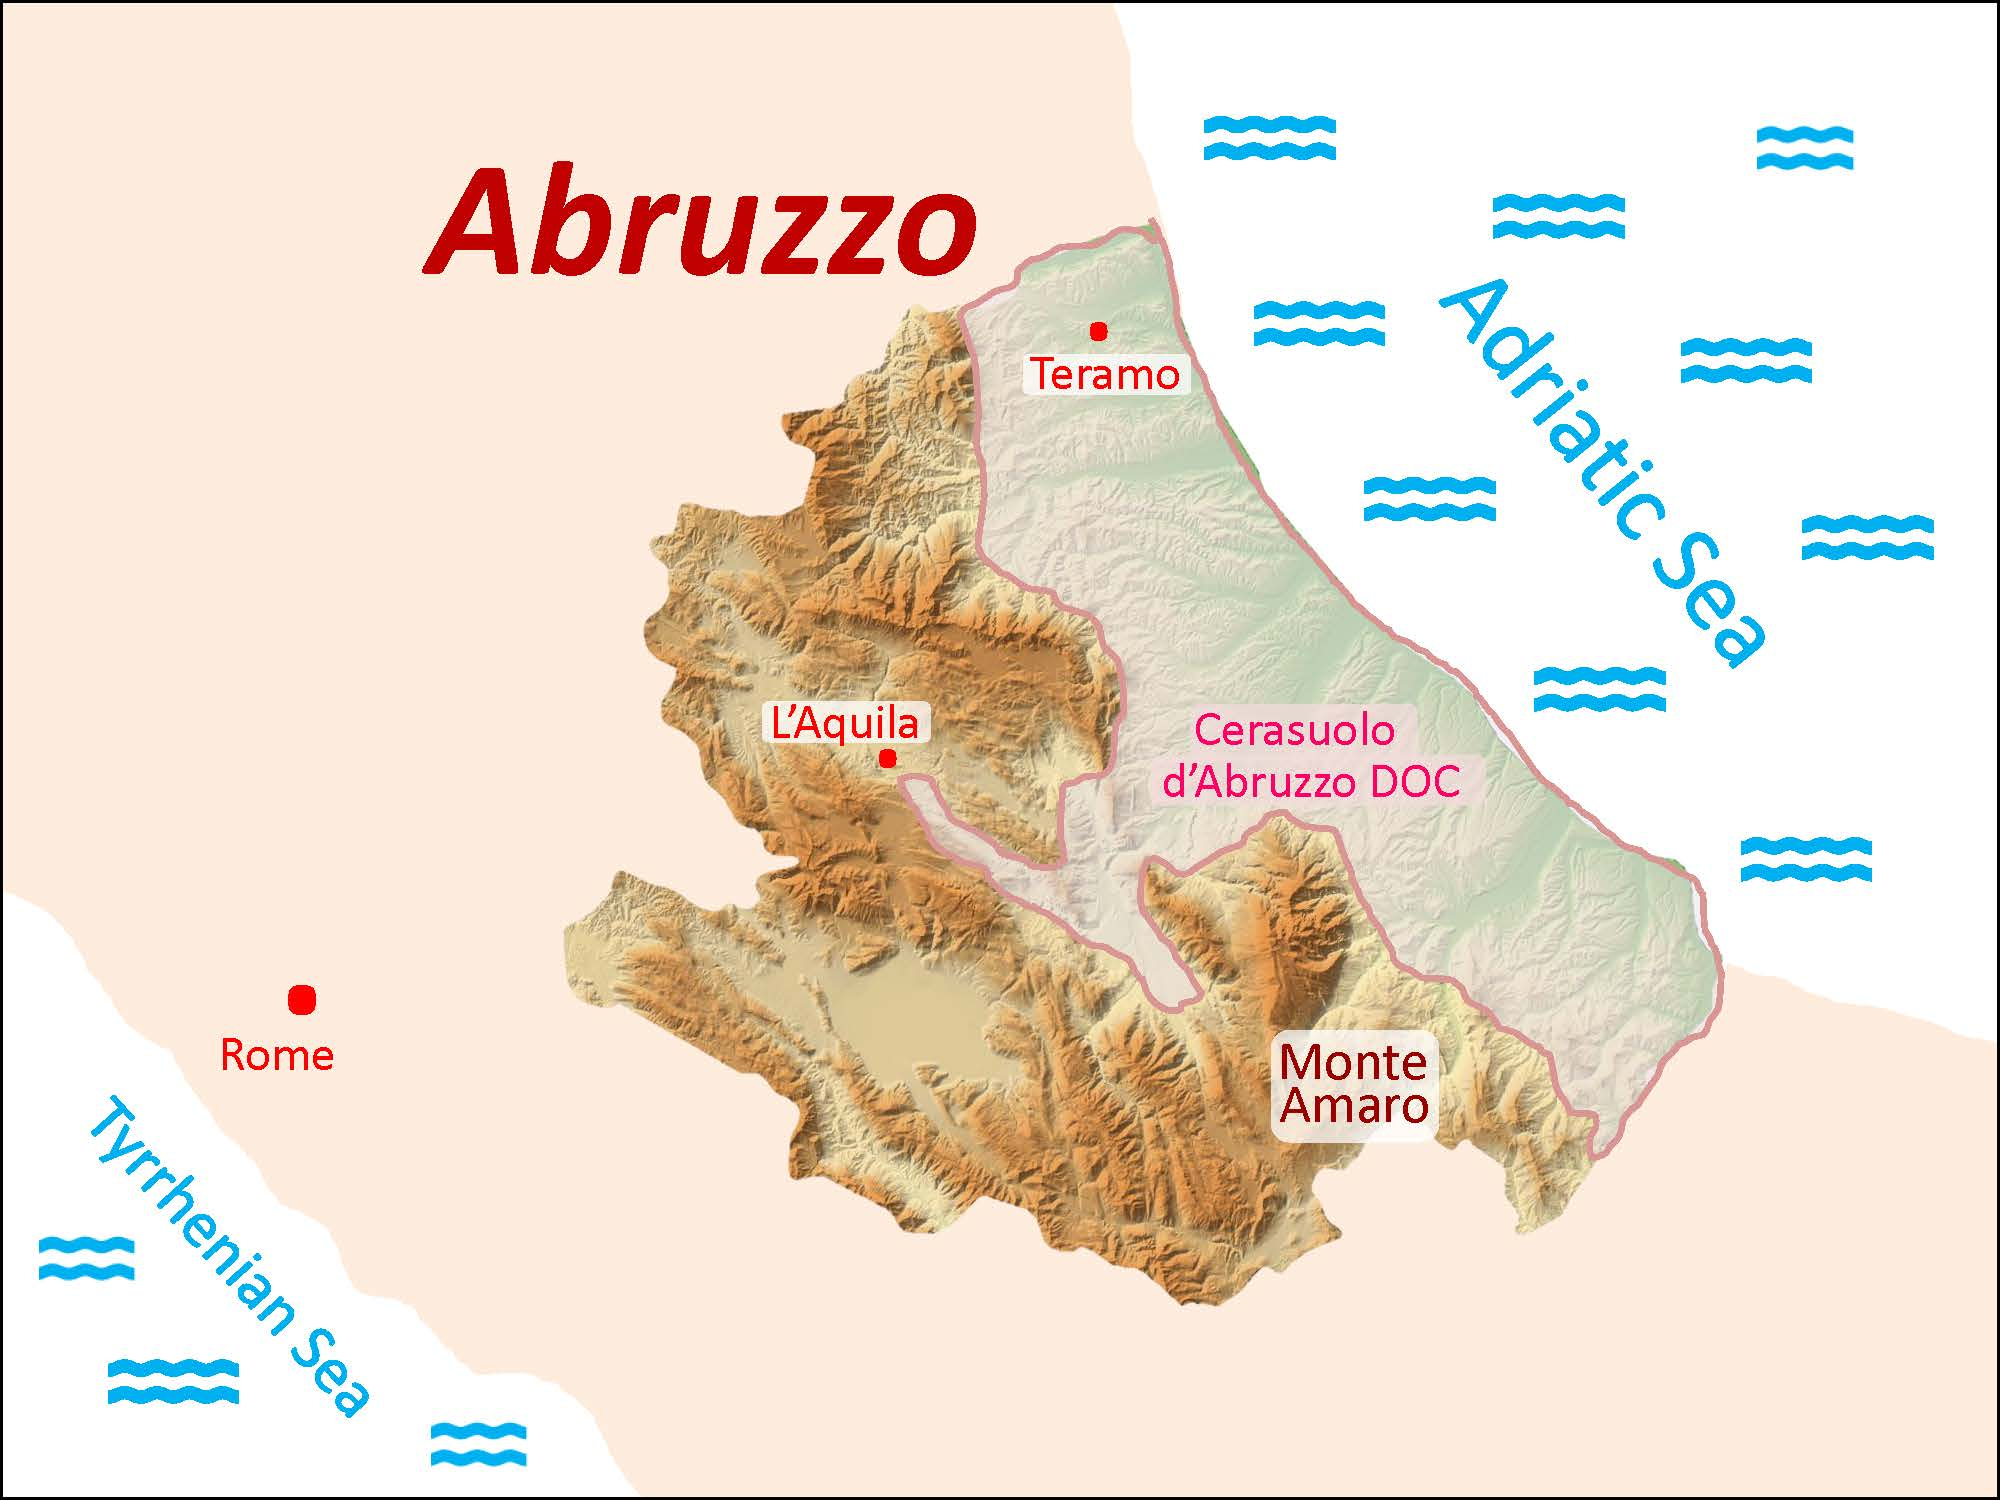 Abruzzo
Adriatic Sea
Teramo
L’Aquila
Cerasuolo
d’Abruzzo DOC
Rome
Monte
Amaro
Tyrrhenian Sea